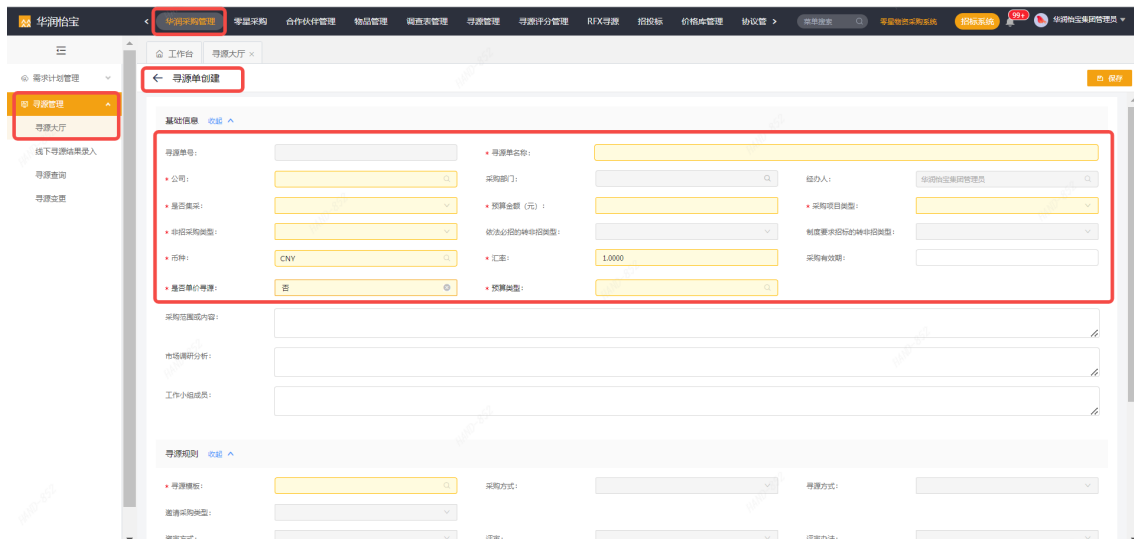 华润怡宝 < 华润采购管理 零星采购 合作伙伴管理 物品管理 调查表管理 寻源管理 寻源评分管理 RFX寻源 招投标 价格库管理 协议管 > 菜单搜索 零星物资采购系统 招标系统 99+ 华润怡宝集团管理员
工作台 寻源大厅 ×
需求计划管理
← 寻源单创建 保存
寻源管理
寻源大厅
线下寻源结果录入
寻源查询
寻源变更
基础信息 收起
寻源单号: * 寻源单名称:
* 公司: 采购部门: 经办人: 华润怡宝集团管理员
* 是否集采: * 预算金额（元）: * 采购项目类型:
* 非招采购类型: 依法必招的转非招类型: 制度要求招标的转非招类型:
* 币种: CNY * 汇率: 1.0000 采购有效期:
* 是否单价寻源: 否 * 预算类型:
采购范围或内容:
市场调研分析:
工作小组成员:
寻源规则 收起
* 寻源模板: 采购方式: 寻源方式:
邀请采购类型: